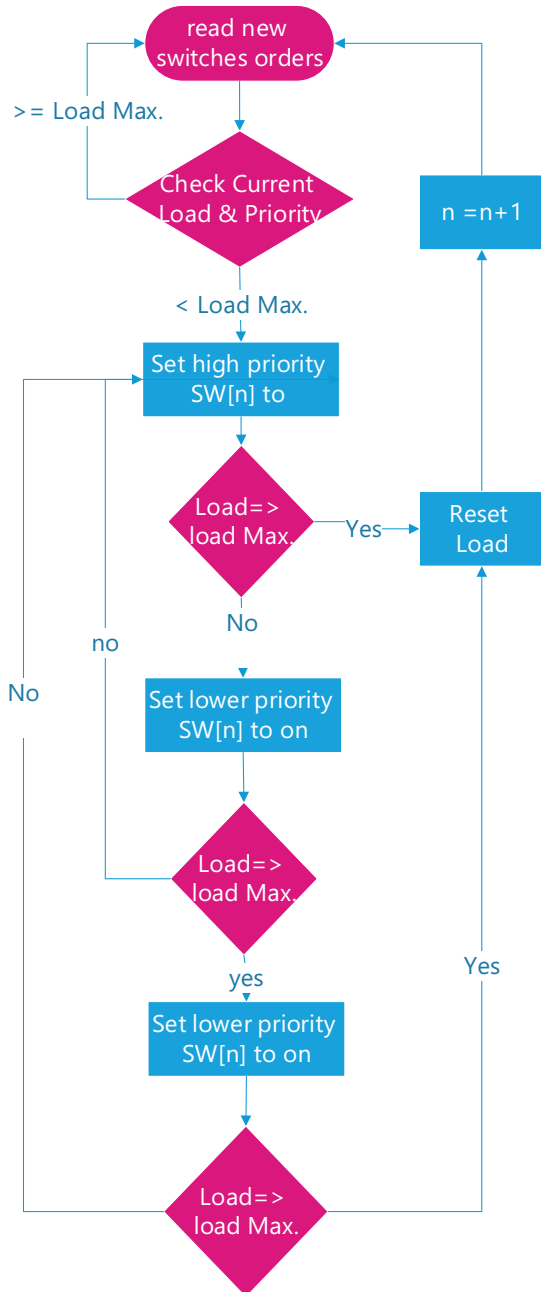 read new
switches orders
>= Load Max.
Check Current
Load & Priority
n =n+1
< Load Max.
Set high priority
SW[n] to
Load=>
load Max.
Yes
Reset
Load
No
no
No
Set lower priority
SW[n] to on
Load=>
load Max.
yes
Yes
Set lower priority
SW[n] to on
Load=>
load Max.